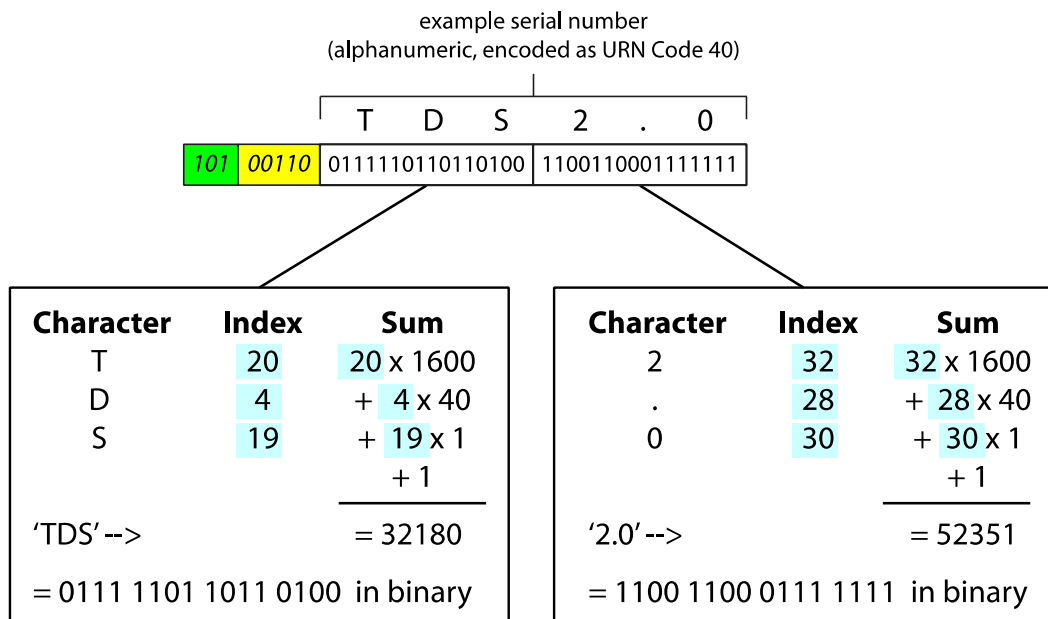 example serial number
(alphanumeric, encoded as URN Code 40)
T D S 2 . 0
101 00110 0111110110110100 1100110001111111
Character Index Sum
T 20 20 x 1600
D 4 + 4 x 40
S 19 + 19 x 1
+ 1
‘TDS’ --> = 32180
= 0111 1101 1011 0100 in binary
Character Index Sum
2 32 32 x 1600
. 28 + 28 x 40
0 30 + 30 x 1
+ 1
‘2.0’ --> = 52351
= 1100 1100 0111 1111 in binary